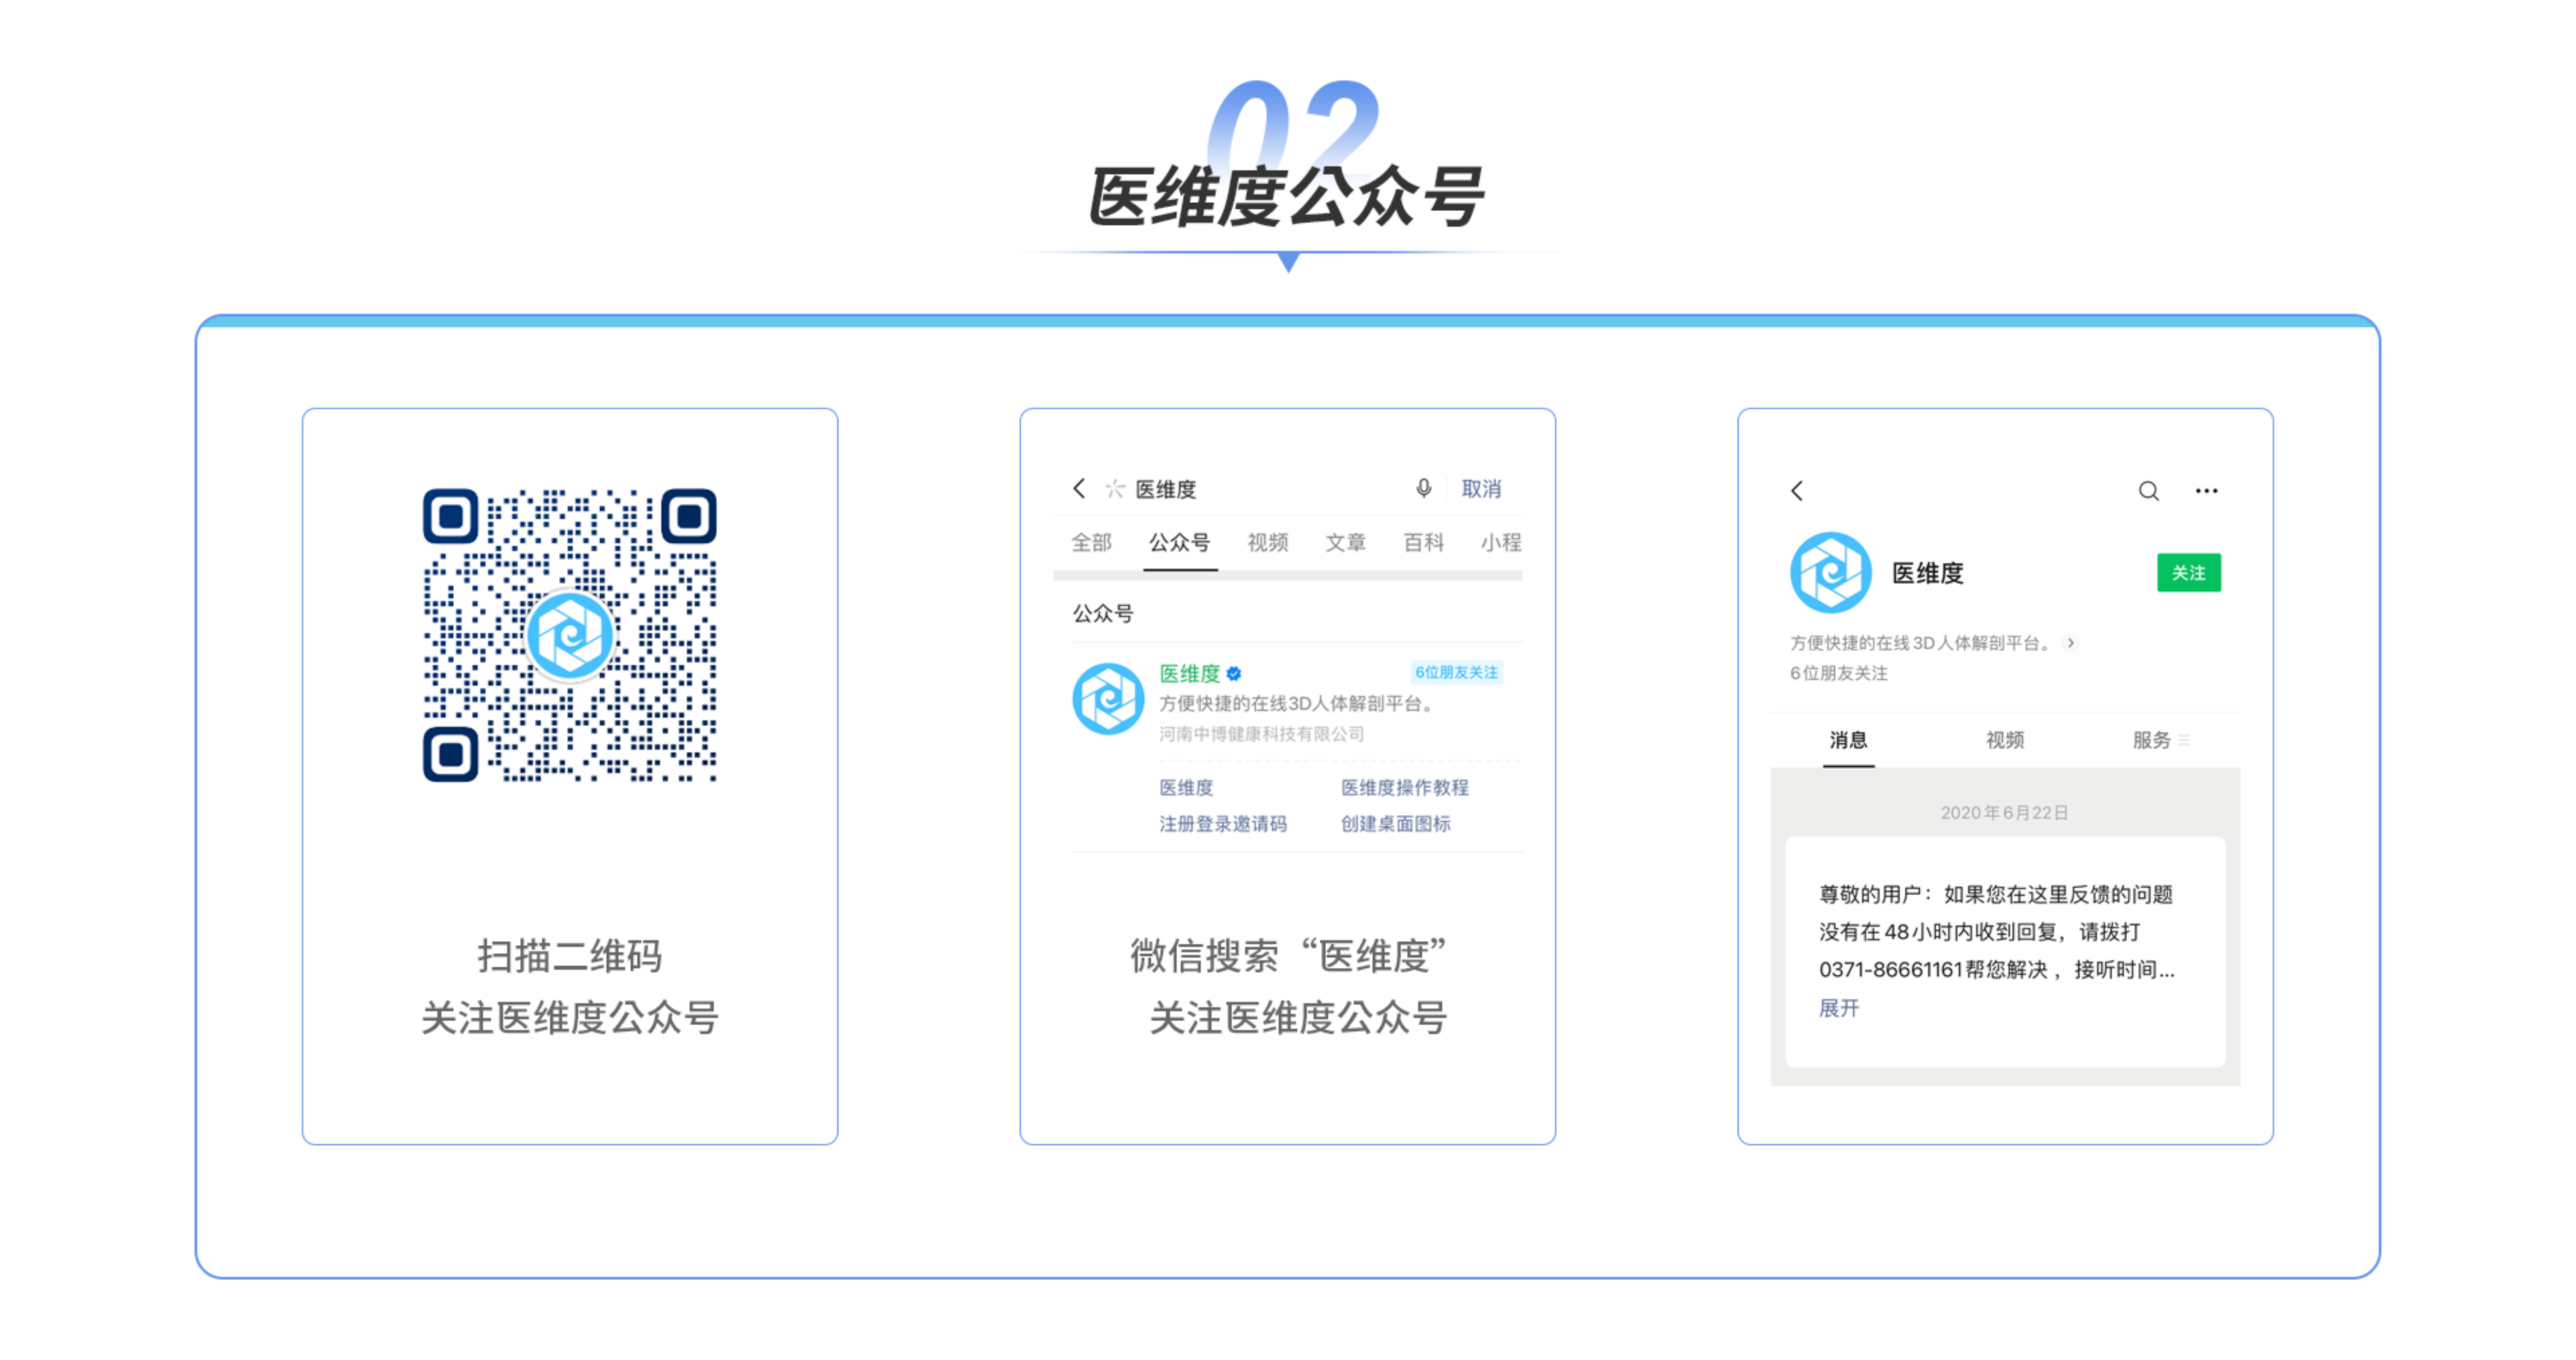 02
医维度公众号
扫描二维码
关注医维度公众号
医维度
取消
全部 公众号 视频 文章 百科 小程
公众号
医维度 6位朋友关注
方便快捷的在线3D人体解剖平台。
河南中博健康科技有限公司
医维度 医维度操作教程
注册登录邀请码 创建桌面图标
微信搜索“医维度”
关注医维度公众号
医维度 关注
方便快捷的在线3D人体解剖平台。
6位朋友关注
消息 视频 服务
2020年6月22日
尊敬的用户：如果您在这里反馈的问题
没有在48小时内收到回复，请拨打
0371-86661161帮您解决，接听时间...
展开